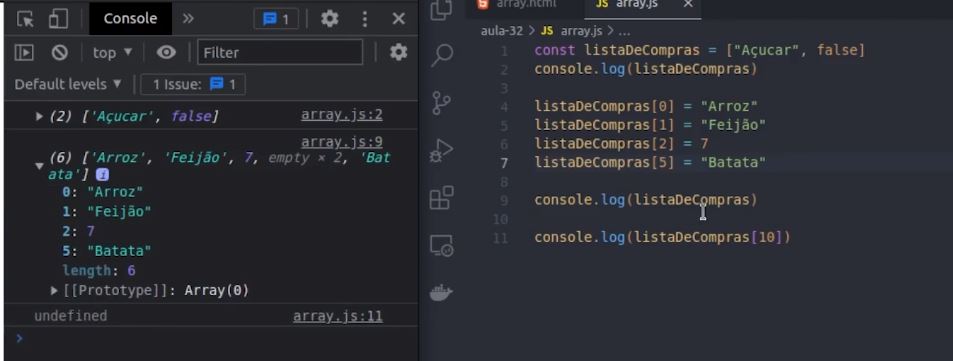 Console
»
1
top ▼
Filter
Default levels ▼
1 Issue: 1
(2) ['Açucar', false]
array.js:2
array.js:9
(6) ['Arroz', 'Feijão', 7, empty × 2, 'Bat
ata'] i
0: "Arroz"
1: "Feijão"
2: 7
5: "Batata"
length: 6
[[Prototype]]: Array(0)
undefined
array.js:11
array.html
JS array.js
aula-32 > JS array.js > ...
1 const listaDeCompras = ["Açucar", false]
2 console.log(listaDeCompras)
3
4 listaDeCompras[0] = "Arroz"
5 listaDeCompras[1] = "Feijão"
6 listaDeCompras[2] = 7
7 listaDeCompras[5] = "Batata"
8
9 console.log(listaDeCompras)
10
11 console.log(listaDeCompras[10])